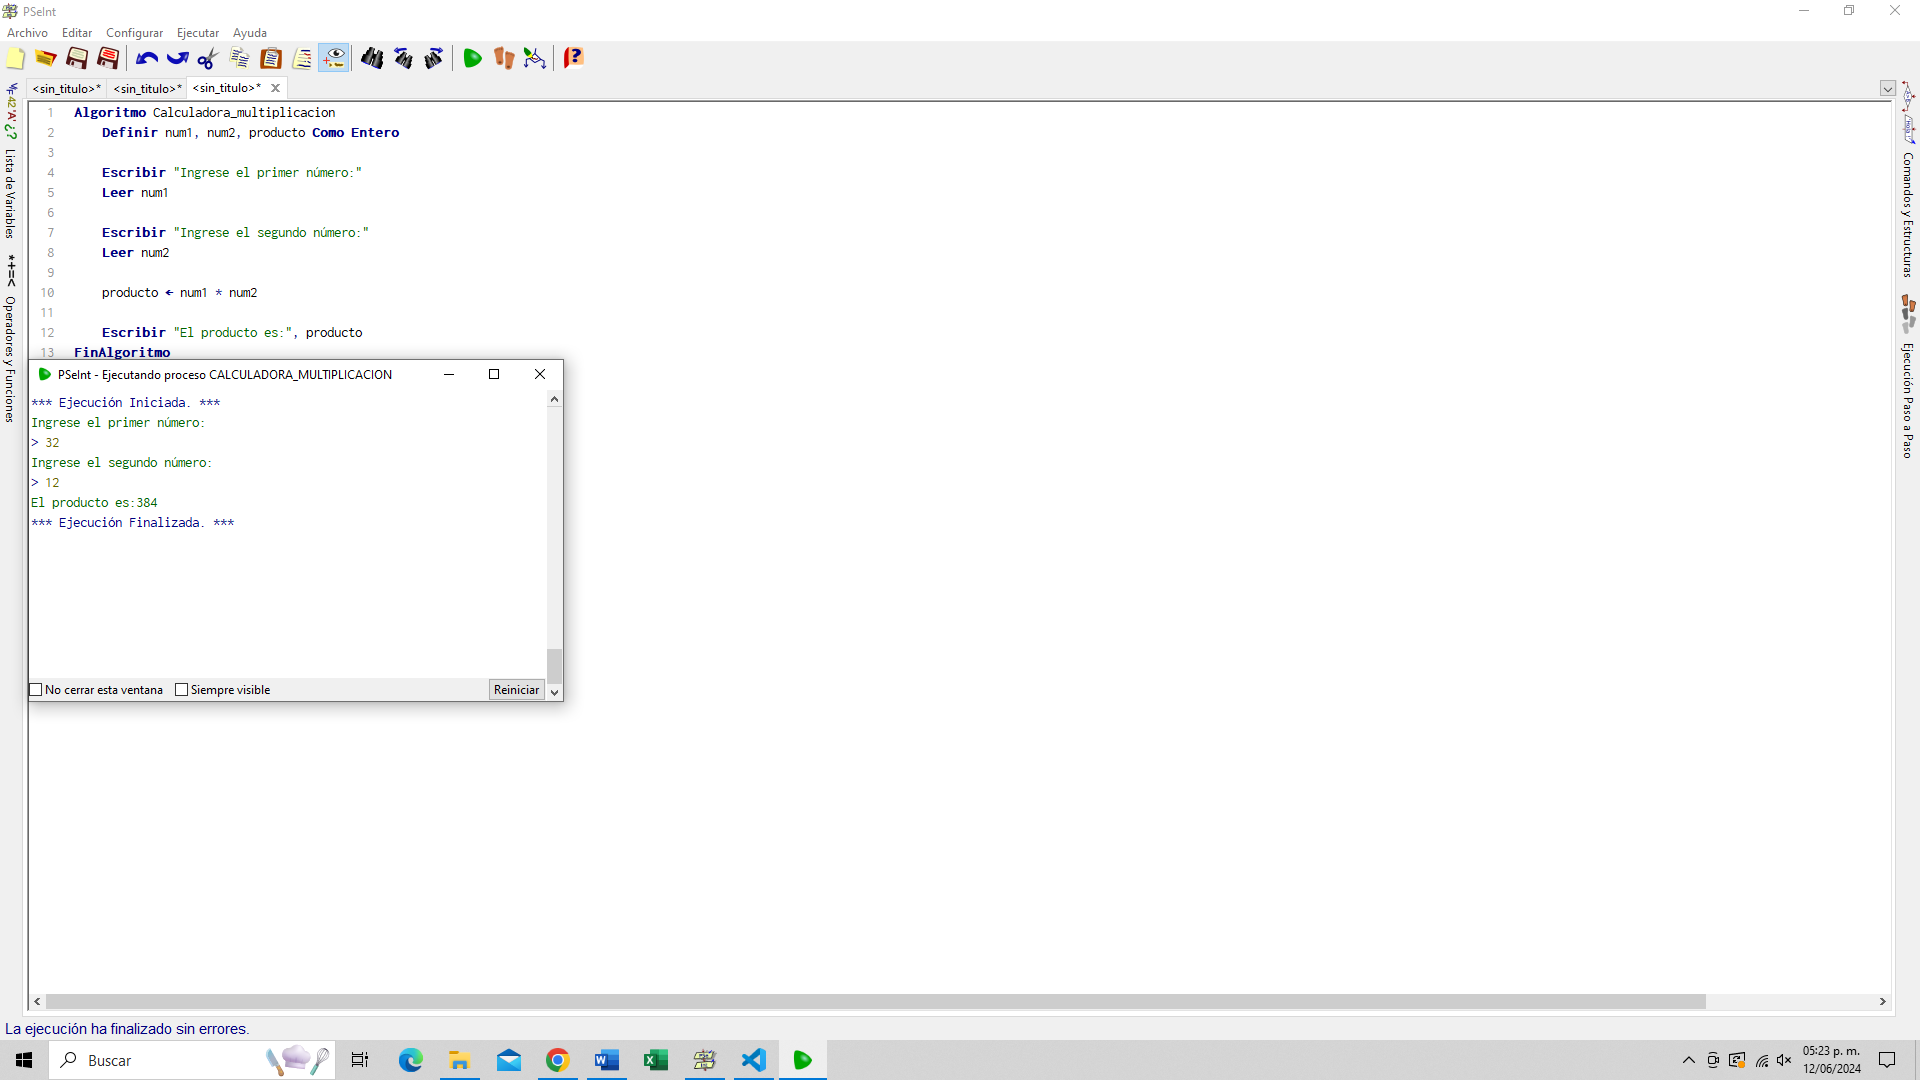 PSeInt
Archivo Editar Configurar Ejecutar Ayuda
<sin_titulo>* <sin_titulo>* <sin_titulo>*
1 Algoritmo Calculadora_multiplicacion
2 Definir num1, num2, producto Como Entero
3
4 Escribir "Ingrese el primer número:"
5 Leer num1
6
7 Escribir "Ingrese el segundo número:"
8 Leer num2
9
10 producto ← num1 * num2
11
12 Escribir "El producto es:", producto
13 FinAlgoritmo
PSeInt - Ejecutando proceso CALCULADORA_MULTIPLICACION
*** Ejecución Iniciada. ***
Ingrese el primer número:
> 32
Ingrese el segundo número:
> 12
El producto es:384
*** Ejecución Finalizada. ***
No cerrar esta ventana Siempre visible Reiniciar
Lista de Variables
*+=< Operadores y Funciones
Comandos y Estructuras
Ejecución Paso a Paso
La ejecución ha finalizado sin errores.
Buscar
05:23 p. m.
12/06/2024